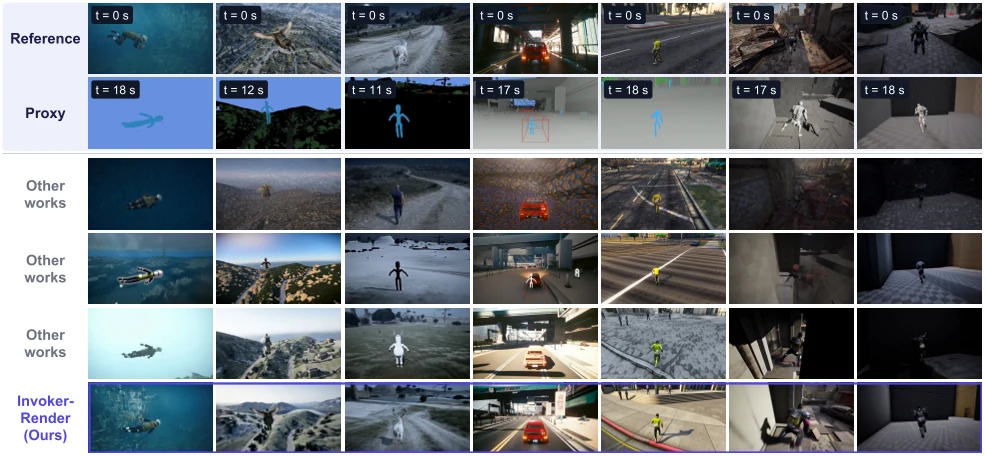 Reference
t = 0 s
t = 0 s
t = 0 s
t = 0 s
t = 0 s
t = 0 s
t = 0 s
Proxy
t = 18 s
t = 12 s
t = 11 s
t = 17 s
t = 18 s
t = 17 s
t = 18 s
Other
works
Other
works
Other
works
Invoker-
Render
(Ours)